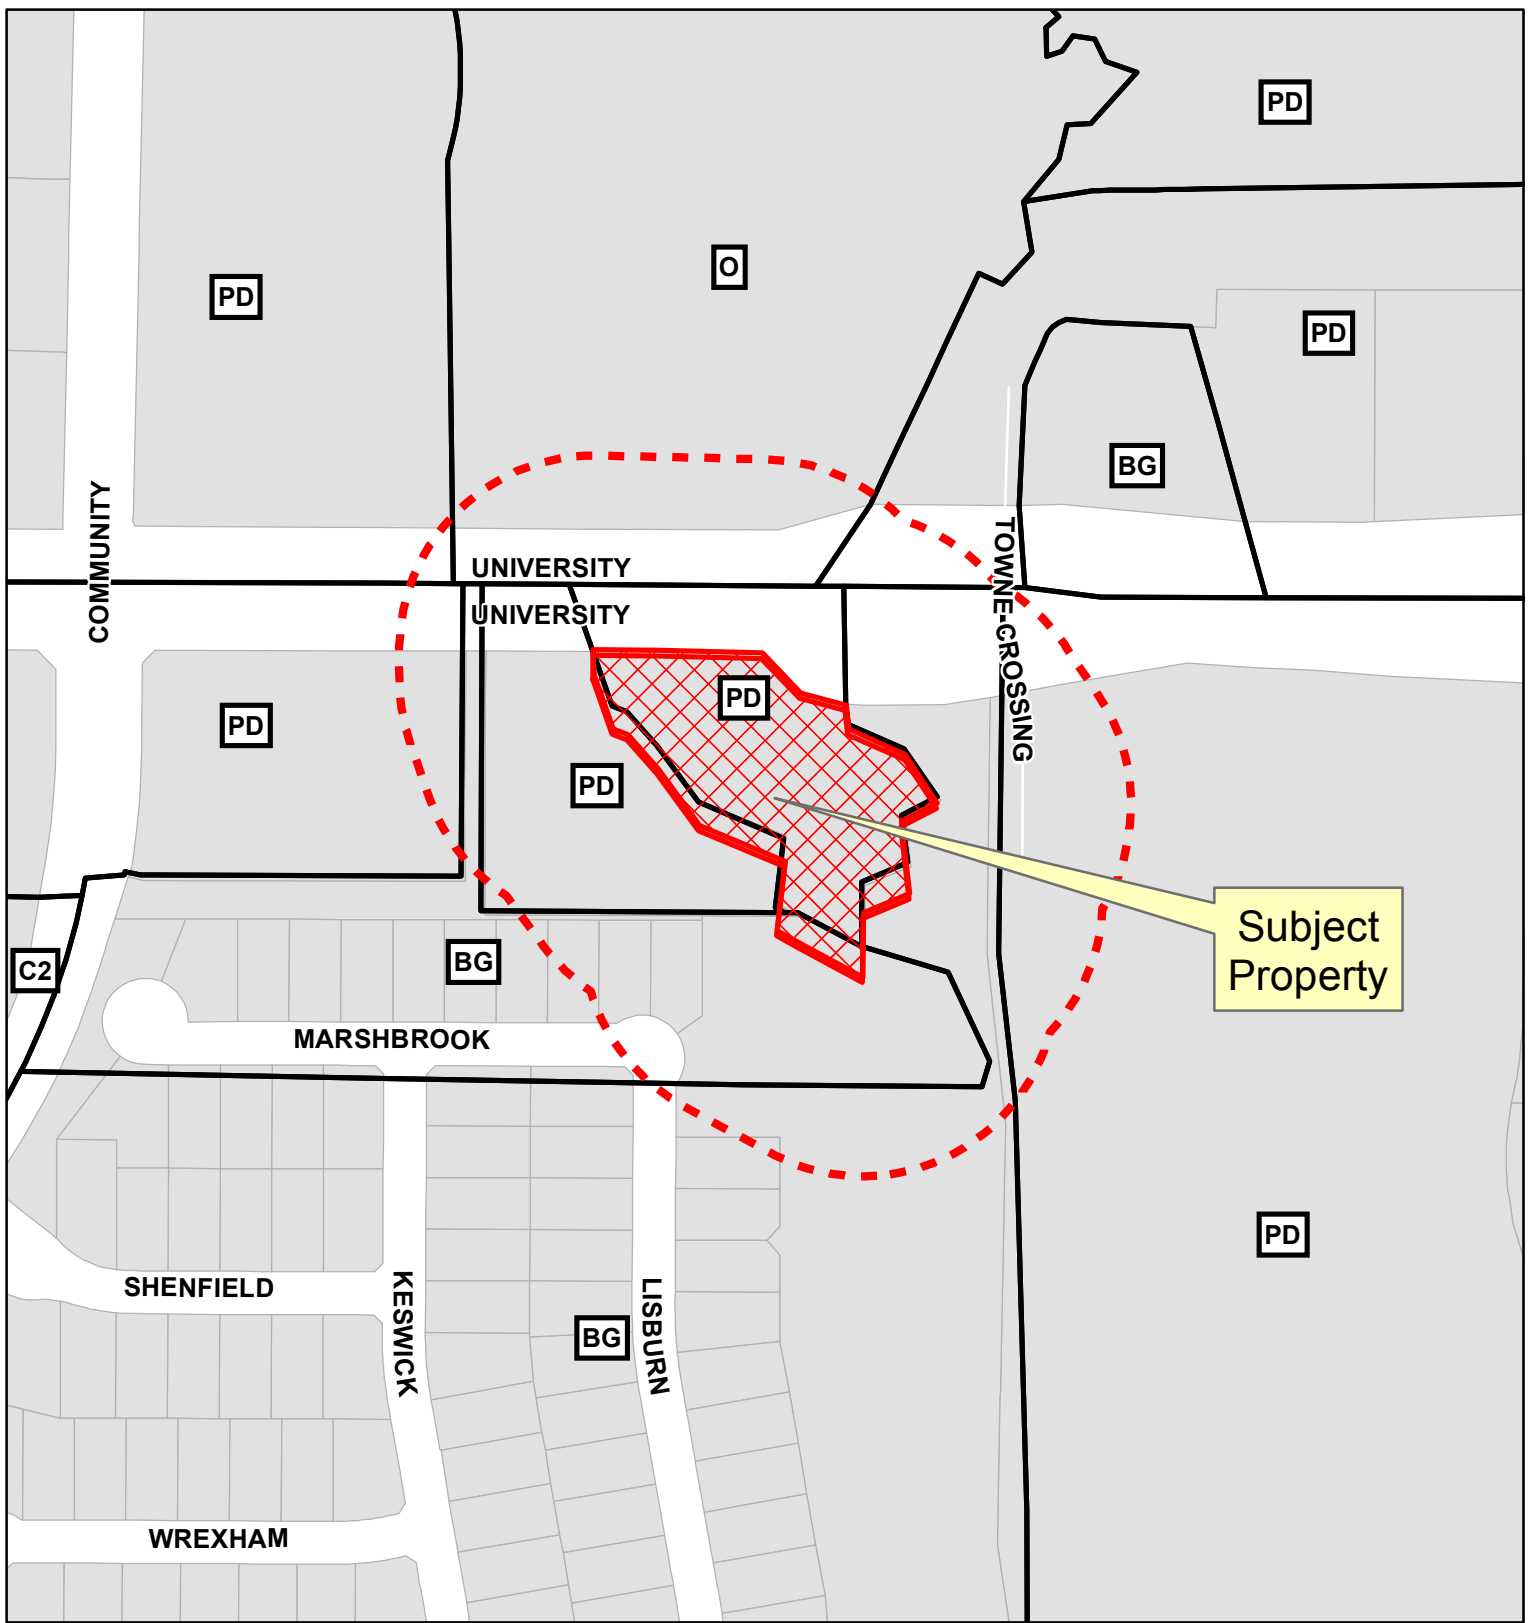 PD
O
PD
PD
BG
COMMUNITY
UNIVERSITY
UNIVERSITY
TOWNE CROSSING
PD
PD
PD
Subject
Property
BG
C2
MARSHBROOK
PD
SHENFIELD
KESWICK
LISBURN
BG
WREXHAM